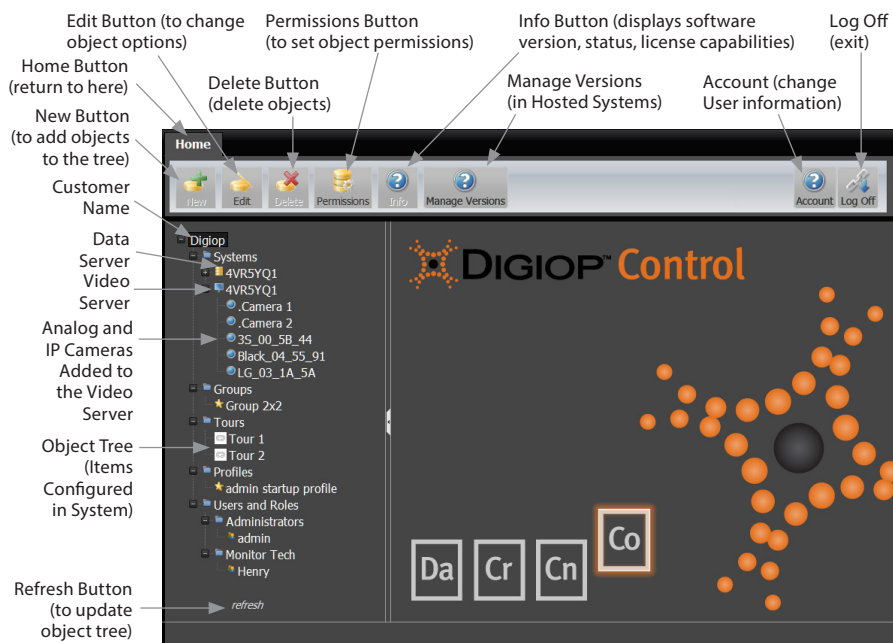 Edit Button (to change
object options)
Permissions Button
(to set object permissions)
Info Button (displays software
version, status, license capabilities)
Log Off
(exit)
Home Button
(return to here)
Delete Button
(delete objects)
Manage Versions
(in Hosted Systems)
Account (change
User information)
New Button
(to add objects
to the tree)
Customer
Name
Data
Server
Video
Server
Analog and
IP Cameras
Added to
the Video
Server
Object Tree
(Items
Configured
in System)
Refresh Button
(to update
object tree)
Home
New
Edit
Delete
Permissions
Info
Manage Versions
Account
Log Off
Digiop
Systems
4VR5YQ1
4VR5YQ1
.Camera 1
.Camera 2
3S_00_5B_44
Black_04_55_91
LG_03_1A_5A
Groups
Group 2x2
Tours
Tour 1
Tour 2
Profiles
admin startup profile
Users and Roles
Administrators
admin
Monitor Tech
Henry
refresh
DIGIOP™ Control
Da
Cr
Cn
Co